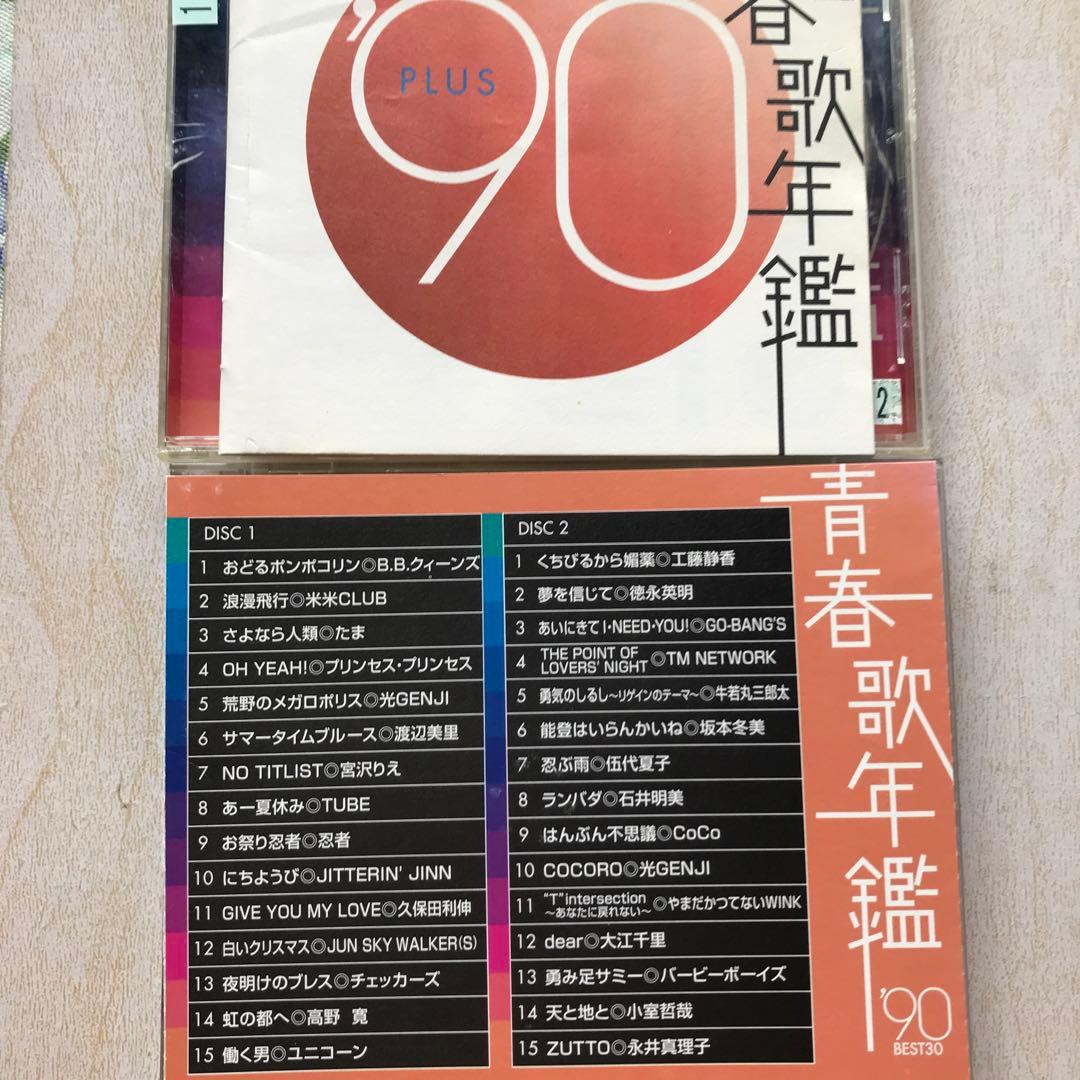 1
'90
PLUS
春歌年鑑
2
青春歌年鑑
'90
BEST30
DISC 1
1 おどるポンポコリン◎B.B.クィーンズ
2 浪漫飛行◎米米CLUB
3 さよなら人類◎たま
4 OH YEAH!◎プリンセス・プリンセス
5 荒野のメガロポリス◎光GENJI
6 サマータイムブルース◎渡辺美里
7 NO TITLIST◎宮沢りえ
8 あー夏休み◎TUBE
9 お祭り忍者◎忍者
10 にちようび◎JITTERIN' JINN
11 GIVE YOU MY LOVE◎久保田利伸
12 白いクリスマス◎JUN SKY WALKER(S)
13 夜明けのブレス◎チェッカーズ
14 虹の都へ◎高野 寛
15 働く男◎ユニコーン
DISC 2
1 くちびるから媚薬◎工藤静香
2 夢を信じて◎徳永英明
3 あいにきて I・NEED・YOU!◎GO-BANG'S
4 THE POINT OF
LOVERS' NIGHT ◎TM NETWORK
5 勇気のしるし〜リゲインのテーマ〜◎牛若丸三郎太
6 能登はいらんかいね◎坂本冬美
7 忍ぶ雨◎伍代夏子
8 ランバダ◎石井明美
9 はんぶん不思議◎CoCo
10 COCORO◎光GENJI
11 "T"intersection
〜あなたに戻れない〜 ◎やまだかつてないWINK
12 dear◎大江千里
13 勇み足サミー◎バービーボーイズ
14 天と地と◎小室哲哉
15 ZUTTO◎永井真理子